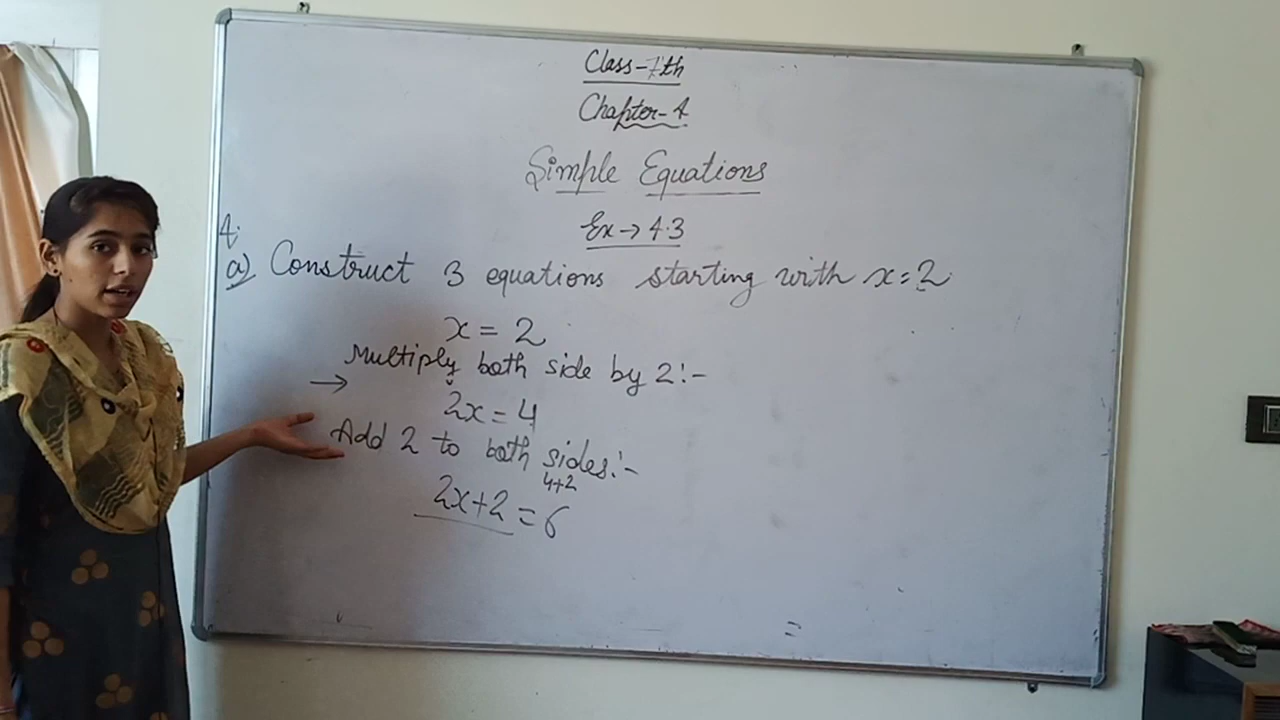 Class-7th
Chapter-4
Simple Equations
Ex→ 4.3
4.
a) Construct 3 equations starting with x=2
x = 2
Multiply both side by 2:-
→
2x = 4
Add 2 to both sides:-
4+2
2x+2 = 6
=